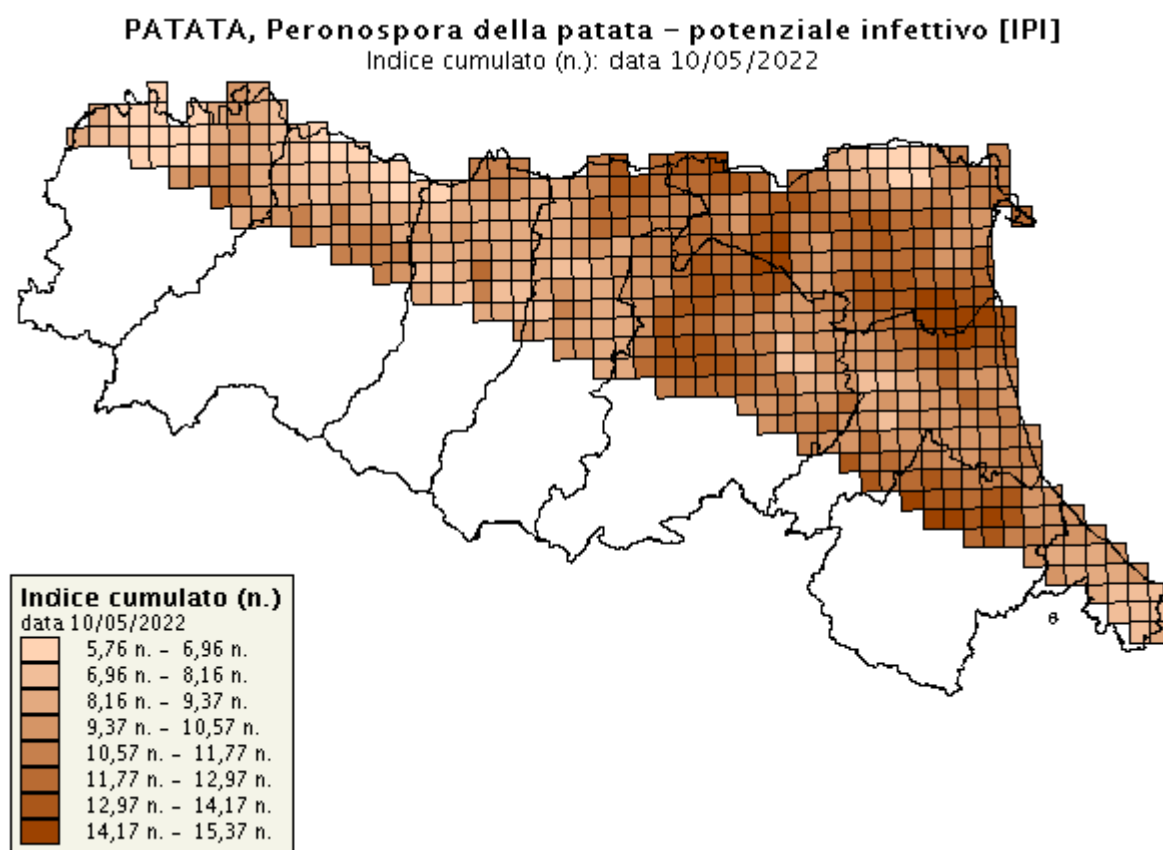 PATATA, Peronospora della patata – potenziale infettivo [IPI]
Indice cumulato (n.): data 10/05/2022
Indice cumulato (n.)
data 10/05/2022
5,76 n. – 6,96 n.
6,96 n. – 8,16 n.
8,16 n. – 9,37 n.
9,37 n. – 10,57 n.
10,57 n. – 11,77 n.
11,77 n. – 12,97 n.
12,97 n. – 14,17 n.
14,17 n. – 15,37 n.